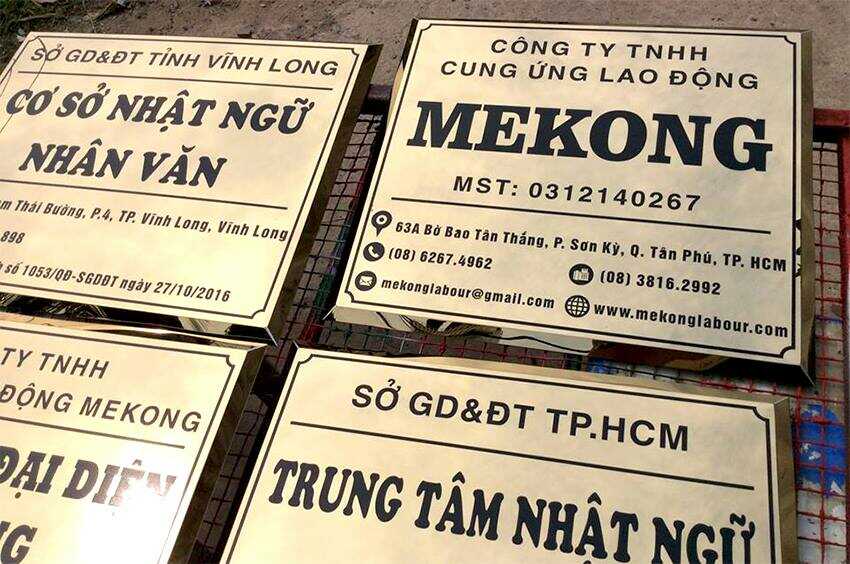 SỞ GD&ĐT TỈNH VĨNH LONG
CƠ SỞ NHẬT NGỮ
NHÂN VĂN
Thái Bường, P.4, TP. Vĩnh Long, Vĩnh Long
898
số 1053/QĐ-SGDĐT ngày 27/10/2016
CÔNG TY TNHH
CUNG ỨNG LAO ĐỘNG
MEKONG
MST: 0312140267
63A Bờ Bao Tân Thắng, P. Sơn Kỳ, Q. Tân Phú, TP. HCM
(08) 6267.4962
(08) 3816.2992
mekonglabour@gmail.com
www.mekonglabour.com
TY TNHH
ĐỘNG MEKONG
ĐẠI DIỆN
SỞ GD&ĐT TP.HCM
TRUNG TÂM NHẬT NGỮ